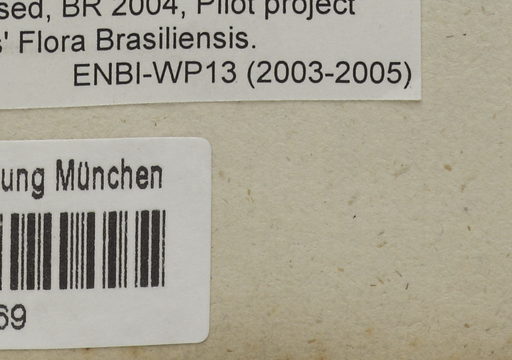 sed, BR 2004, Pilot project
s' Flora Brasiliensis.
ENBI-WP13 (2003-2005)
ung München
69